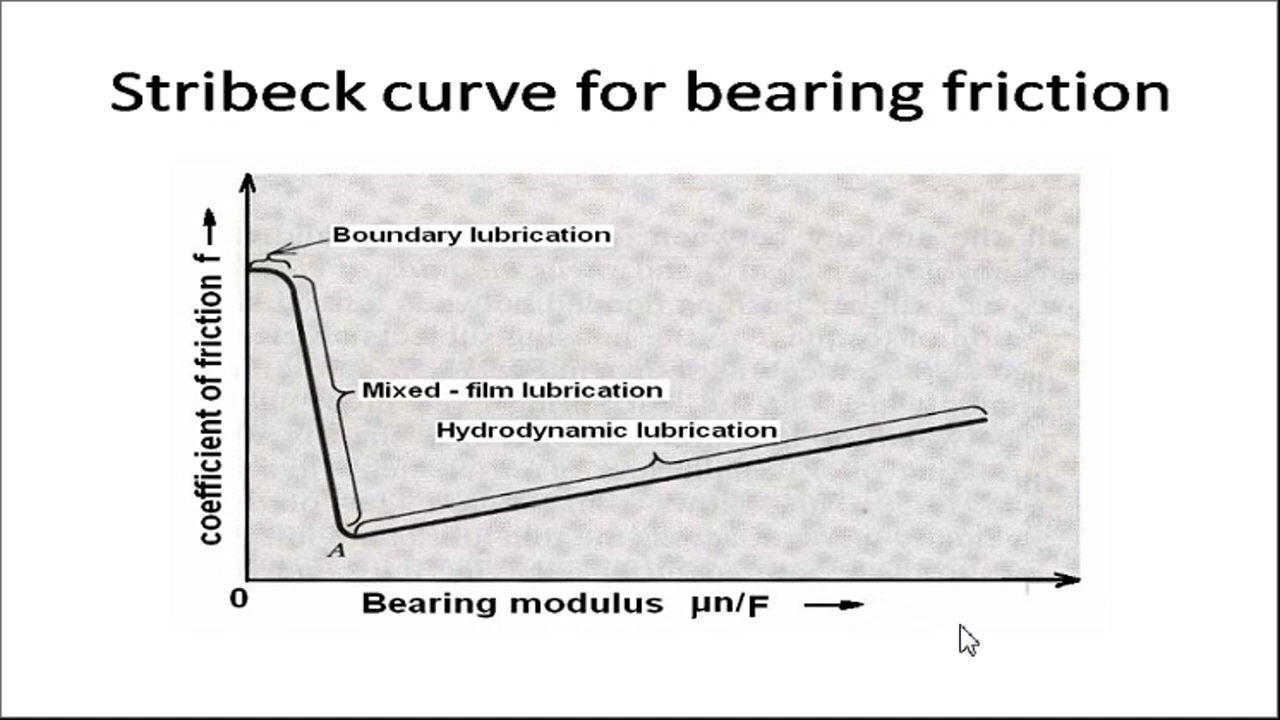 Stribeck curve for bearing friction
coefficient of friction f
Boundary lubrication
Mixed - film lubrication
Hydrodynamic lubrication
A
0
Bearing modulus μn/F